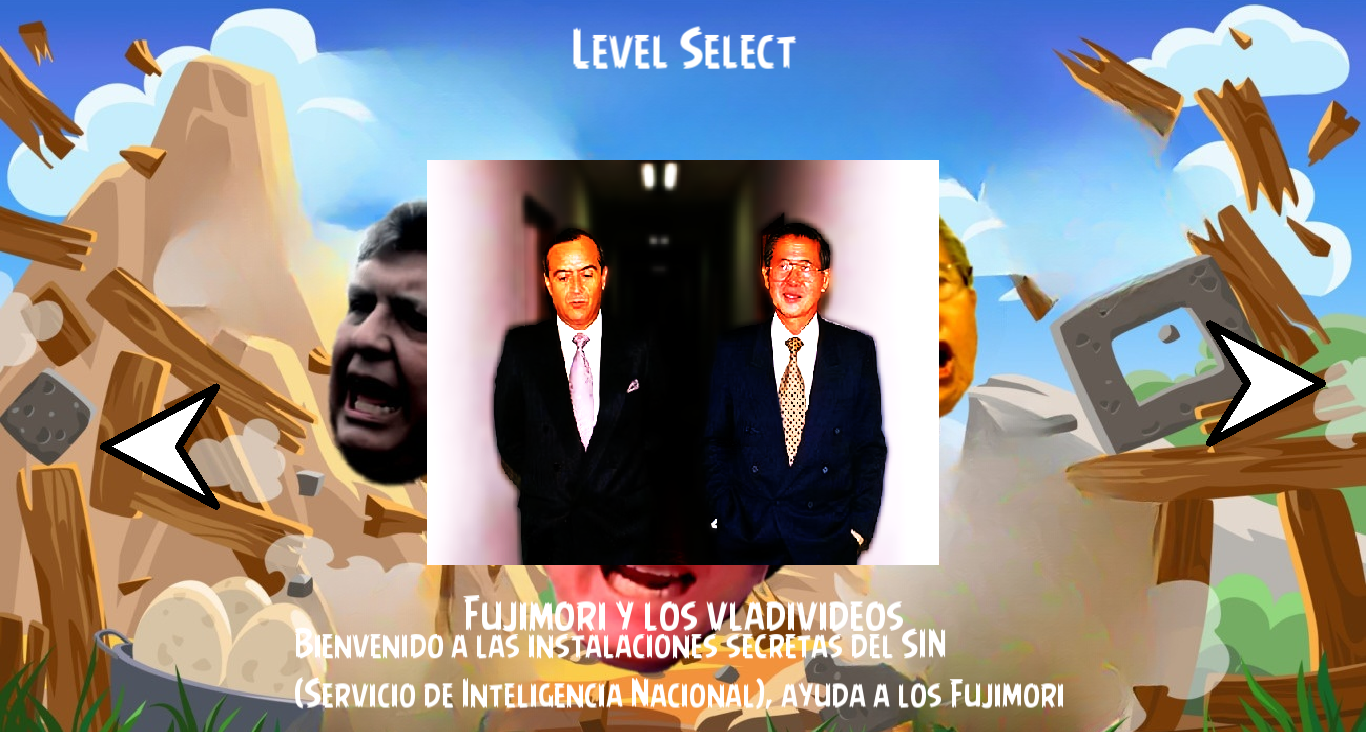 Level Select
Fujimori y los vladivideos
Bienvenido a las instalaciones secretas del SIN
(Servicio de Inteligencia Nacional), ayuda a los Fujimori